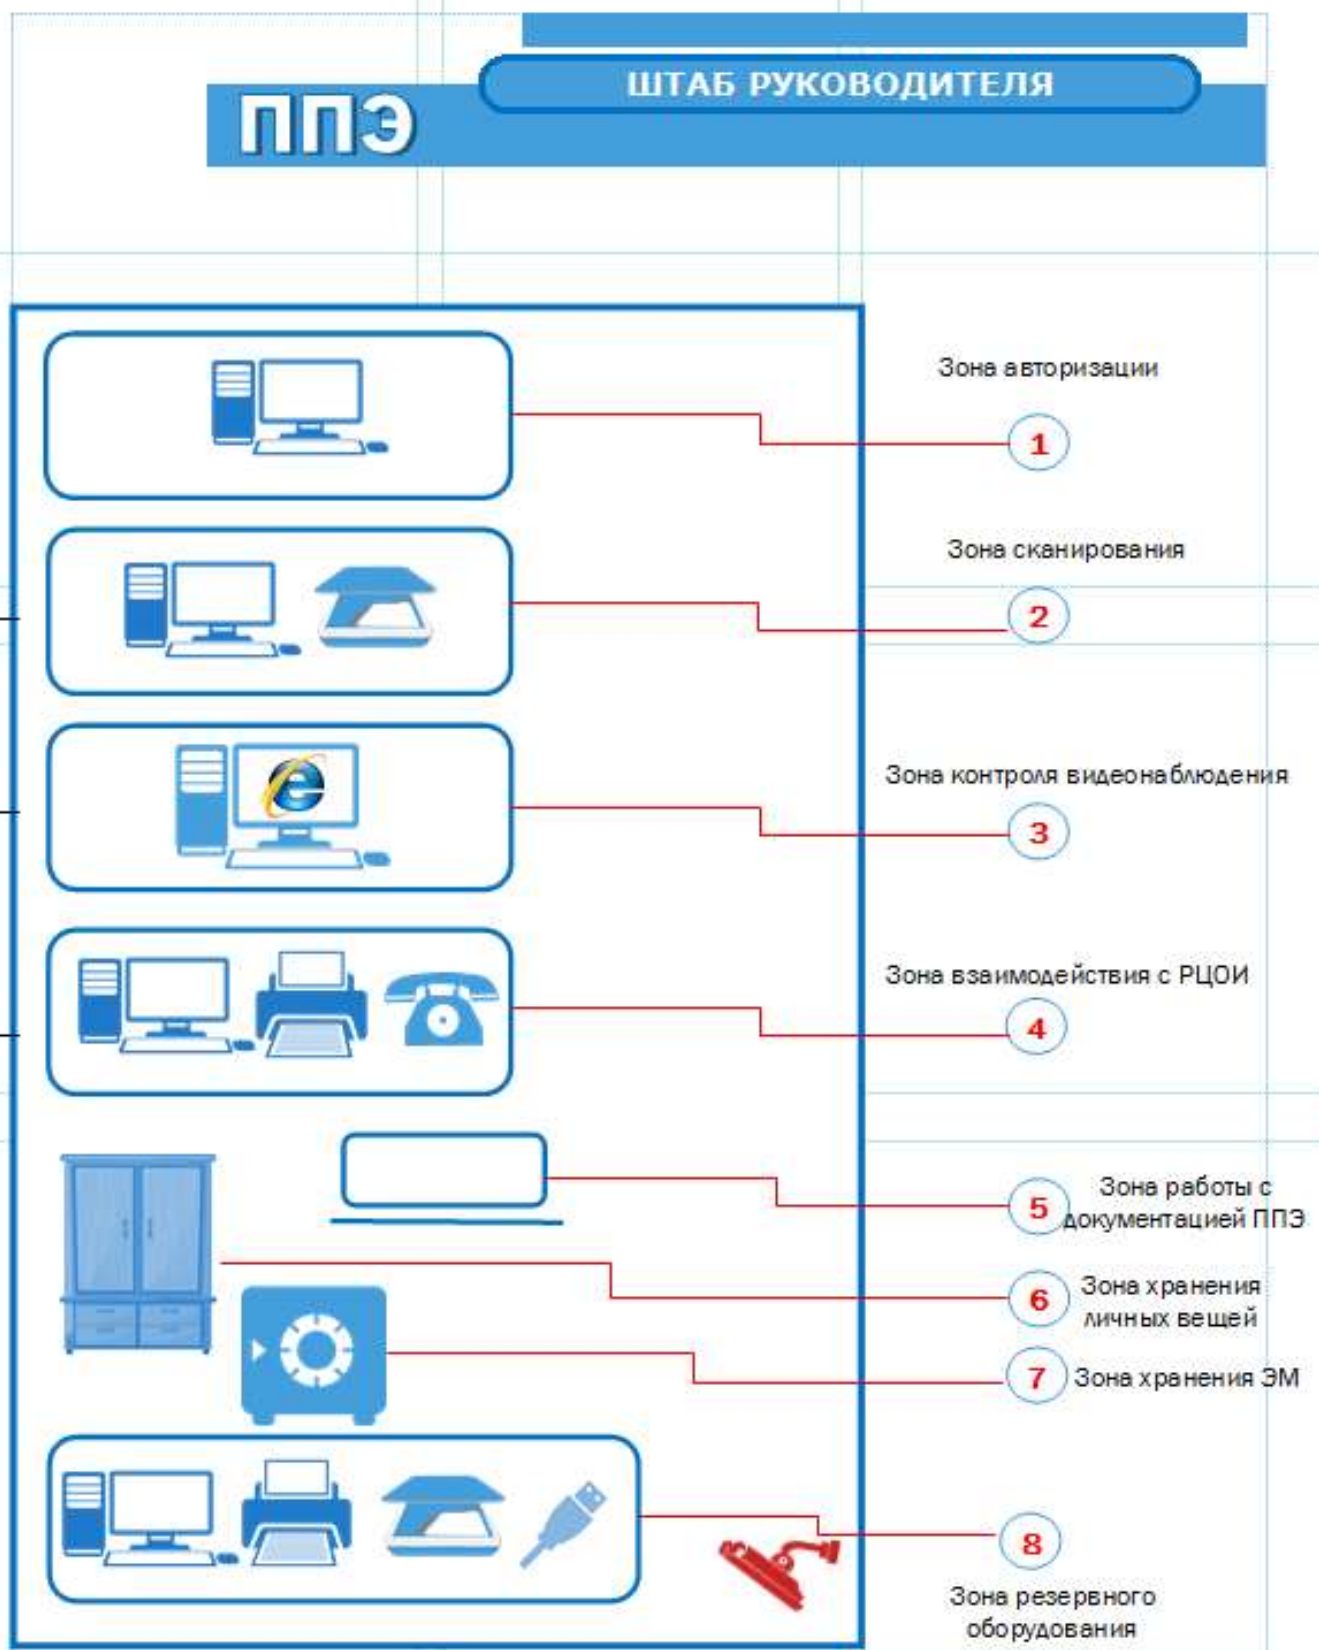 ШТАБ РУКОВОДИТЕЛЯ
ППЭ
Зона авторизации
1
Зона сканирования
2
Зона контроля видеонаблюдения
3
Зона взаимодействия с РЦОИ
4
5
Зона работы с
документацией ППЭ
6
Зона хранения
личных вещей
7
Зона хранения ЭМ
8
Зона резервного
оборудования